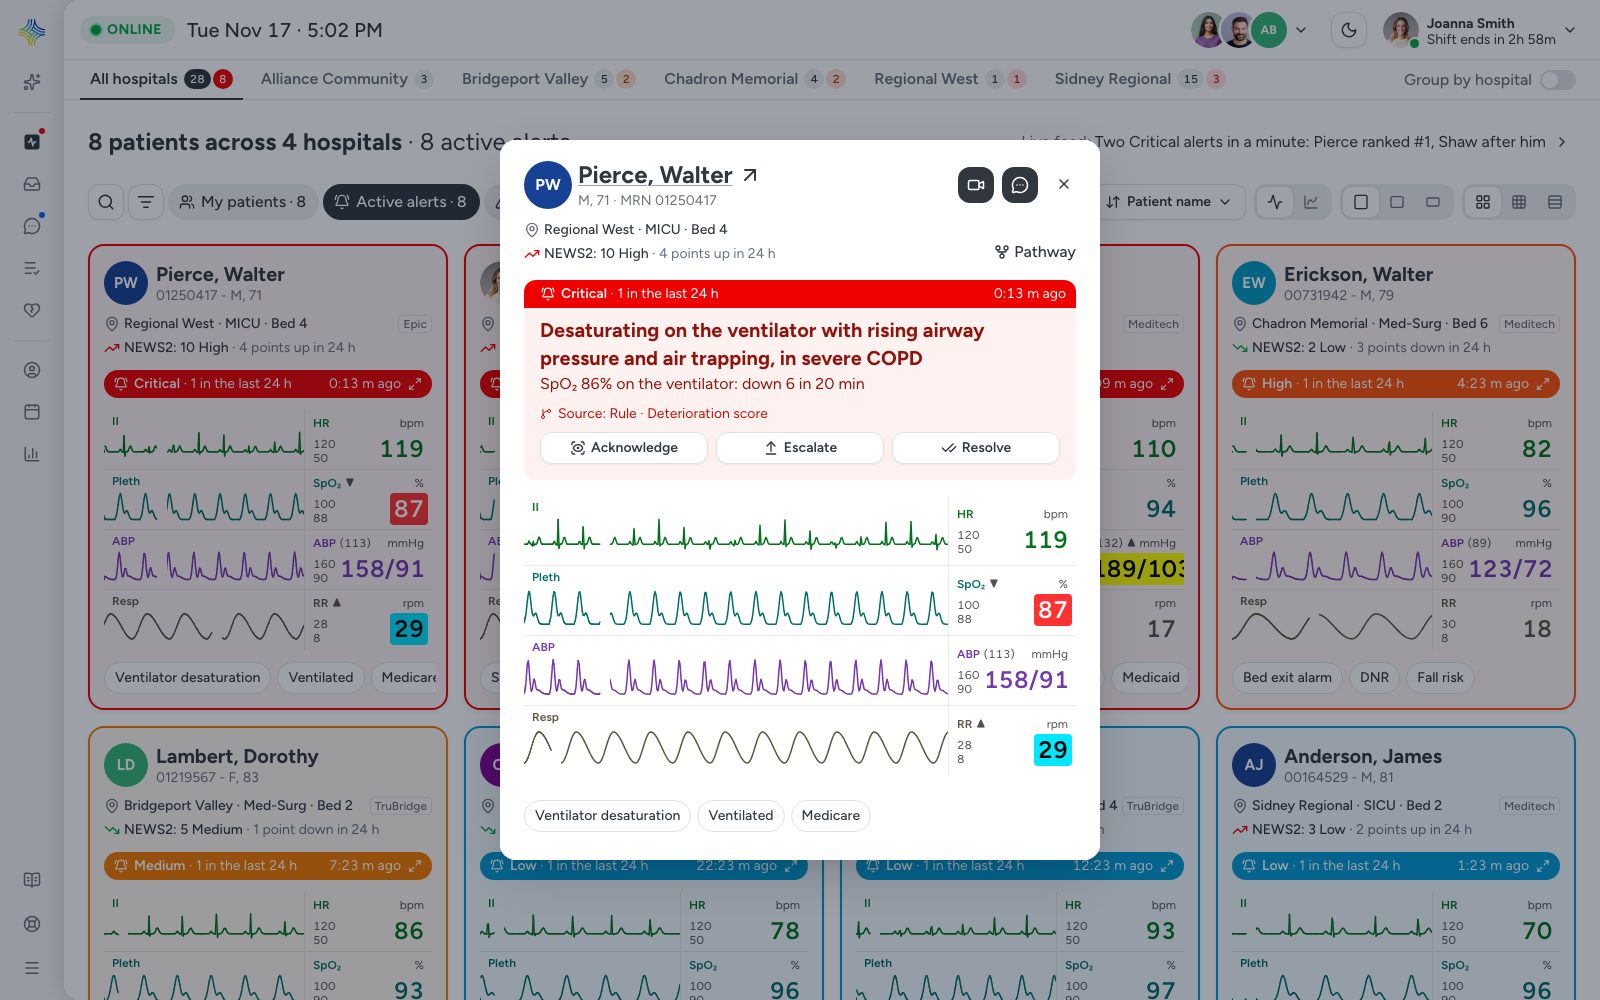 ONLINE Tue Nov 17 · 5:02 PM
AB
Joanna Smith
Shift ends in 2h 58m
All hospitals 28 8 Alliance Community 3 Bridgeport Valley 5 2 Chadron Memorial 4 2 Regional West 1 1 Sidney Regional 15 3 Group by hospital
8 patients across 4 hospitals · 8 active alerts
Two Critical alerts in a minute: Pierce ranked #1, Shaw after him
My patients · 8 Active alerts · 8 Patient name
PW Pierce, Walter
M, 71 · MRN 01250417
Regional West · MICU · Bed 4
NEWS2: 10 High · 4 points up in 24 h
Pathway
Critical · 1 in the last 24 h 0:13 m ago
Desaturating on the ventilator with rising airway
pressure and air trapping, in severe COPD
SpO₂ 86% on the ventilator: down 6 in 20 min
Source: Rule · Deterioration score
Acknowledge Escalate Resolve
II HR bpm
120
50
119
Pleth SpO₂ ▼ %
100
88
87
ABP ABP (113) mmHg
160
90
158/91
Resp RR ▲ rpm
28
8
29
Ventilator desaturation Ventilated Medicare
PW Pierce, Walter
01250417 - M, 71
Regional West · MICU · Bed 4 Epic
NEWS2: 10 High · 4 points up in 24 h
Critical · 1 in the last 24 h 0:13 m ago
II HR bpm
120
50
119
Pleth SpO₂ ▼ %
100
88
87
ABP ABP (113) mmHg
160
90
158/91
Resp RR ▲ rpm
28
8
29
Ventilator desaturation Ventilated Medicare
Meditech
m ago
110
94
▲ mmHg
189/103
rpm
17
Medicaid
EW Erickson, Walter
00731942 - M, 79
Chadron Memorial · Med-Surg · Bed 6 Meditech
NEWS2: 2 Low · 3 points down in 24 h
High · 1 in the last 24 h 4:23 m ago
II HR bpm
120
50
82
Pleth SpO₂ %
100
90
96
ABP ABP (89) mmHg
160
90
123/72
Resp RR rpm
30
8
18
Bed exit alarm DNR Fall risk
LD Lambert, Dorothy
01219567 - F, 83
Bridgeport Valley · Med-Surg · Bed 2 TruBridge
NEWS2: 5 Medium · 1 point down in 24 h
Medium · 1 in the last 24 h 7:23 m ago
II HR bpm
120
50
86
Pleth SpO₂ %
100
93
Low · 1 in the last 24 h 22:23 m ago
II HR bpm
120
50
78
Pleth SpO₂ %
100
96
d 4 TruBridge
h
Low · 1 in the last 24 h 12:23 m ago
II HR bpm
120
50
93
Pleth SpO₂ %
100
97
AJ Anderson, James
00164529 - M, 81
Sidney Regional · SICU · Bed 2 Meditech
NEWS2: 3 Low · 2 points up in 24 h
Low · 1 in the last 24 h 1:23 m ago
II HR bpm
120
50
70
Pleth SpO₂ %
100
96